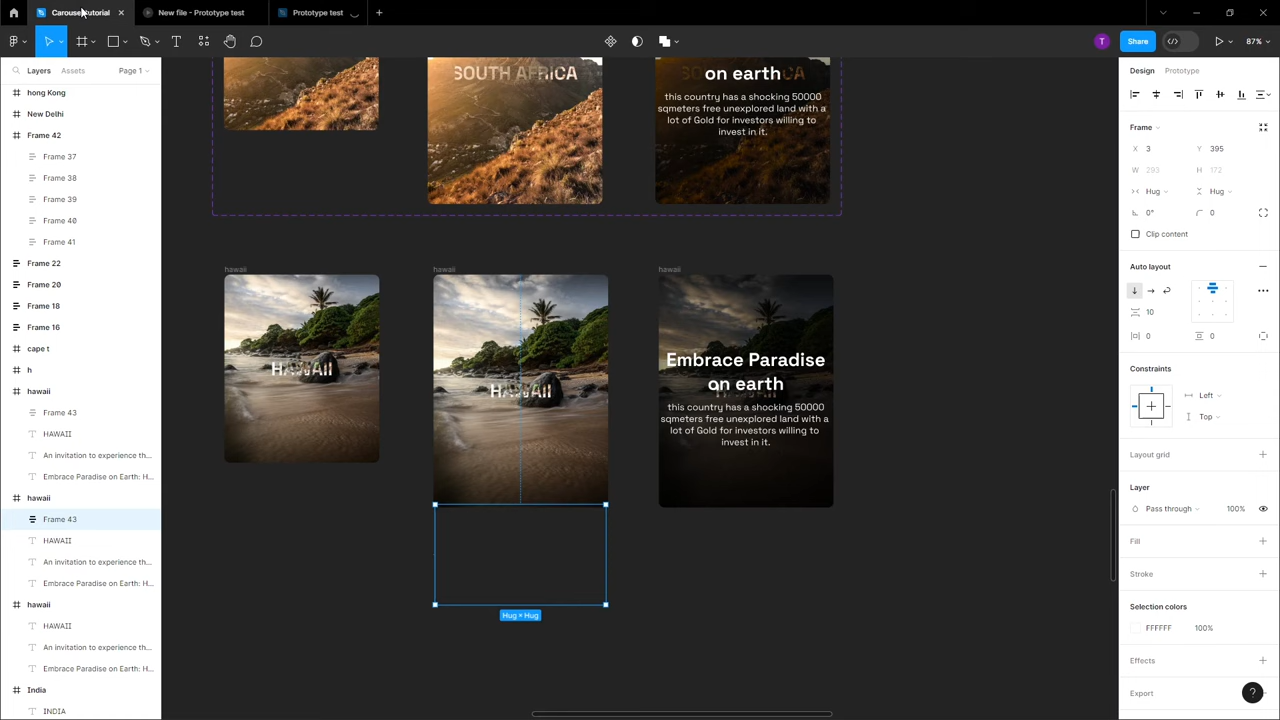 Carousel tutorial
New file - Prototype test
Prototype test
T
Share
87%
Layers
Assets
Page 1
hong Kong
New Delhi
Frame 42
Frame 37
Frame 38
Frame 39
Frame 40
Frame 41
Frame 22
Frame 20
Frame 18
Frame 16
cape t
h
hawaii
Frame 43
HAWAII
An invitation to experience th...
Embrace Paradise on Earth: H...
hawaii
Frame 43
HAWAII
An invitation to experience th...
Embrace Paradise on Earth: H...
hawaii
HAWAII
An invitation to experience th...
Embrace Paradise on Earth: H...
India
INDIA
SOUTH AFRICA
on earth
this country has a shocking 50000
sqmeters free unexplored land with a
lot of Gold for investors willing to
invest in it.
hawaii
HAWAII
hawaii
HAWAII
Hug × Hug
hawaii
Embrace Paradise
on earth
this country has a shocking 50000
sqmeters free unexplored land with a
lot of Gold for investors willing to
invest in it.
Design
Prototype
Frame
X 3
Y 395
W 293
H 172
Hug
Hug
0°
0
Clip content
Auto layout
10
0
0
Constraints
Left
Top
Layout grid
Layer
Pass through
100%
Fill
Stroke
Selection colors
FFFFFF
100%
Effects
Export
?